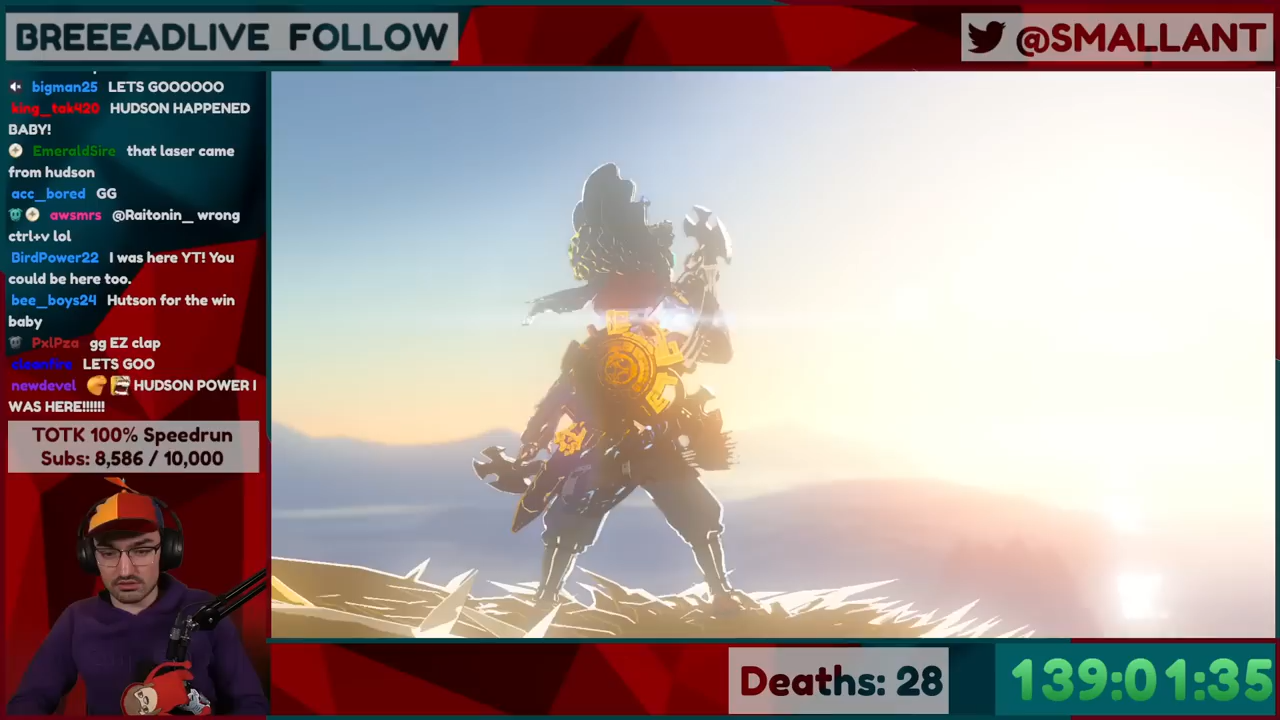 BREEEADLIVE FOLLOW
@SMALLANT
bigman25 LETS GOOOOOO
king_tak420 HUDSON HAPPENED
BABY!
EmeraldSire that laser came
from hudson
acc_bored GG
awsmrs @Raitonin_ wrong
ctrl+v lol
BirdPower22 I was here YT! You
could be here too.
bee_boys24 Hutson for the win
baby
PxlPza gg EZ clap
cleanfire LETS GOO
newdevel HUDSON POWER I
WAS HERE!!!!!!
TOTK 100% Speedrun
Subs: 8,586 / 10,000
Deaths: 28
139:01:35